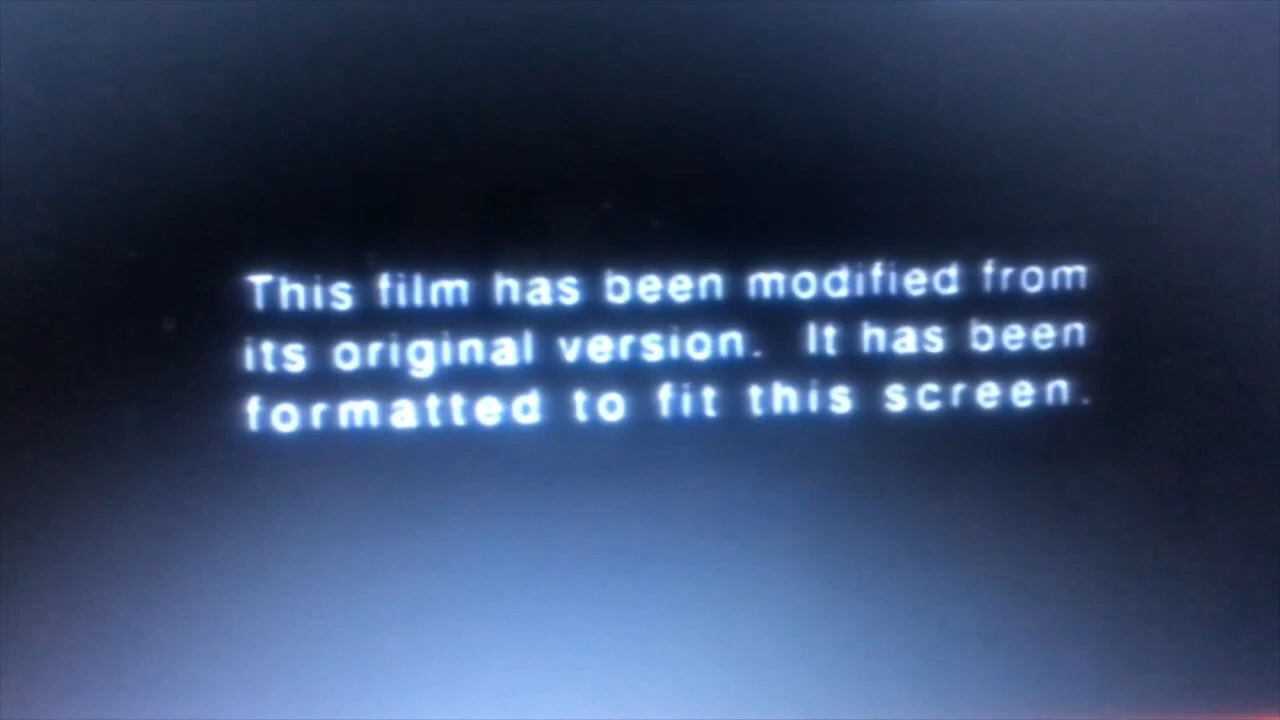 This film has been modified from
its original version.  It has been
formatted to fit this screen.